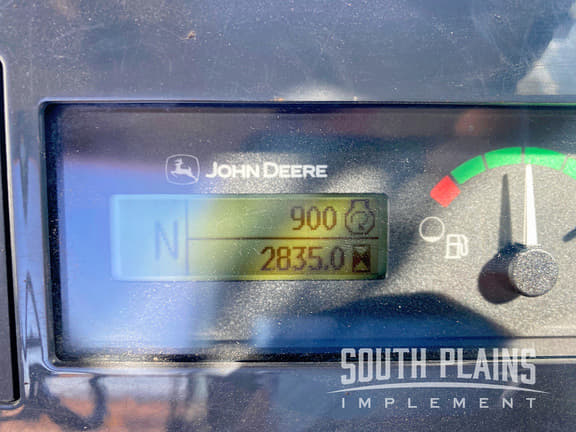 JOHN DEERE
N
900
2835.0
SOUTH PLAINS
IMPLEMENT